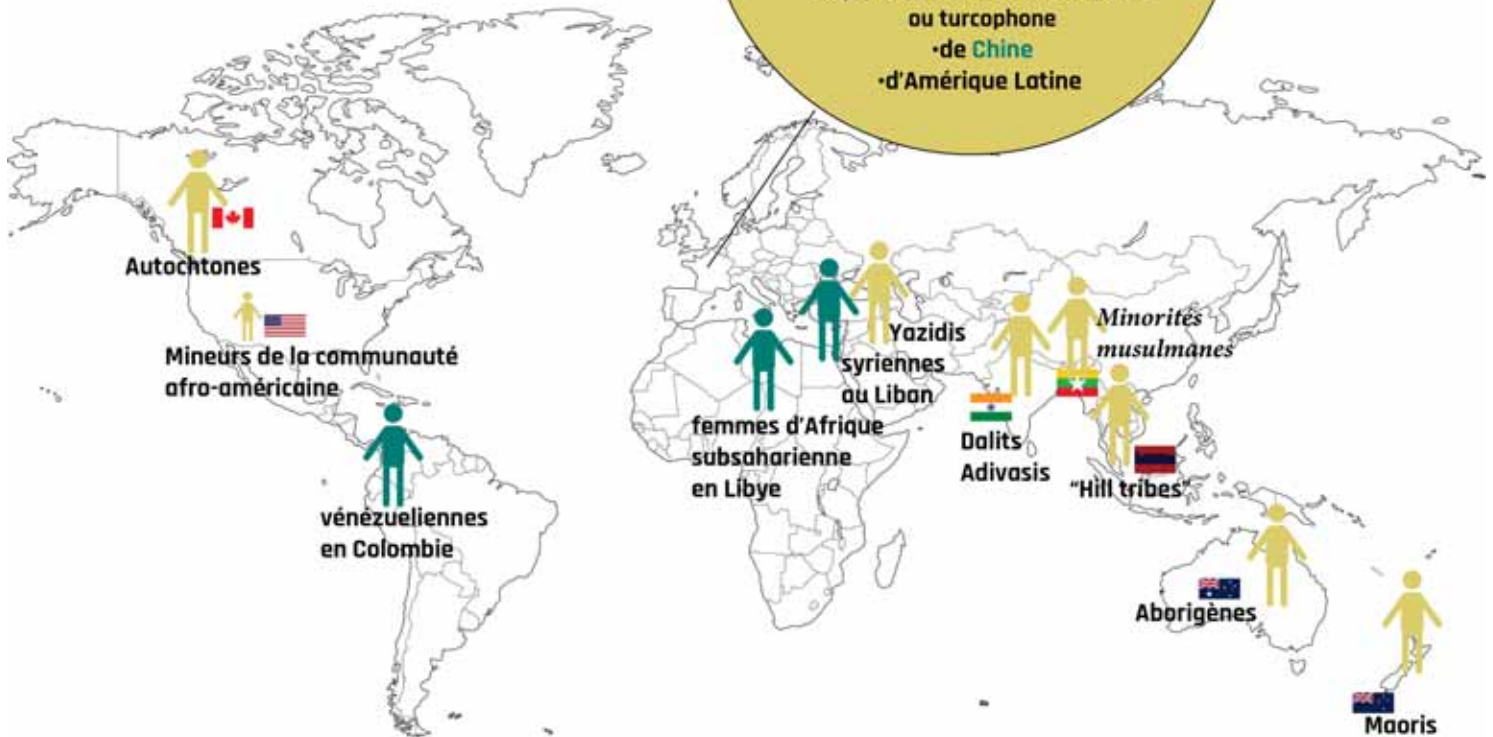 ou turcophone
•de Chine
•d'Amérique Latine
Autochtones
Mineurs de la communauté
afro-américaine
vénézueliennes
en Colombie
femmes d'Afrique
subsaharienne
en Libye
Yazidis
syriennes
au Liban
Minorités
musulmanes
Dalits
Adivasis
"Hill tribes"
Aborigènes
Maoris